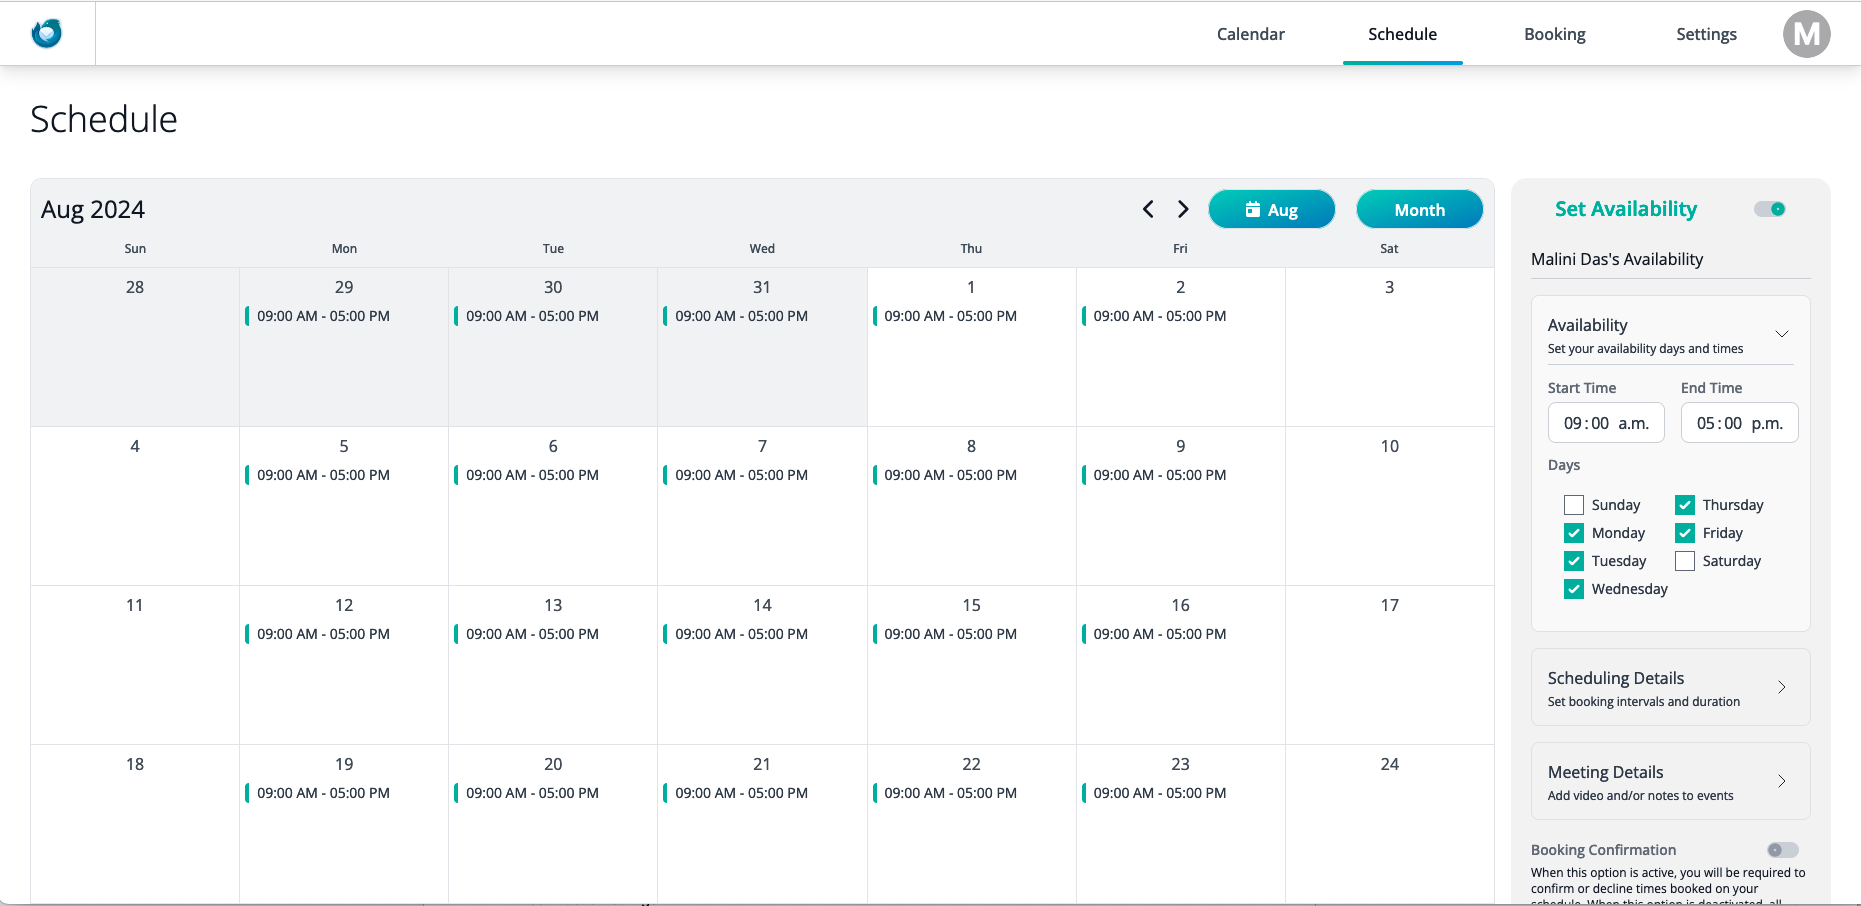 Calendar Schedule Booking Settings M
Schedule
Aug 2024 Aug Month
Sun Mon Tue Wed Thu Fri Sat
28 29 30 31 1 2 3
09:00 AM - 05:00 PM 09:00 AM - 05:00 PM 09:00 AM - 05:00 PM 09:00 AM - 05:00 PM 09:00 AM - 05:00 PM
4 5 6 7 8 9 10
09:00 AM - 05:00 PM 09:00 AM - 05:00 PM 09:00 AM - 05:00 PM 09:00 AM - 05:00 PM 09:00 AM - 05:00 PM
11 12 13 14 15 16 17
09:00 AM - 05:00 PM 09:00 AM - 05:00 PM 09:00 AM - 05:00 PM 09:00 AM - 05:00 PM 09:00 AM - 05:00 PM
18 19 20 21 22 23 24
09:00 AM - 05:00 PM 09:00 AM - 05:00 PM 09:00 AM - 05:00 PM 09:00 AM - 05:00 PM 09:00 AM - 05:00 PM
Set Availability
Malini Das's Availability
Availability
Set your availability days and times
Start Time End Time
09:00 a.m. 05:00 p.m.
Days
Sunday Thursday
Monday Friday
Tuesday Saturday
Wednesday
Scheduling Details
Set booking intervals and duration
Meeting Details
Add video and/or notes to events
Booking Confirmation
When this option is active, you will be required to
confirm or decline times booked on your
schedule. When this option is deactivated, all